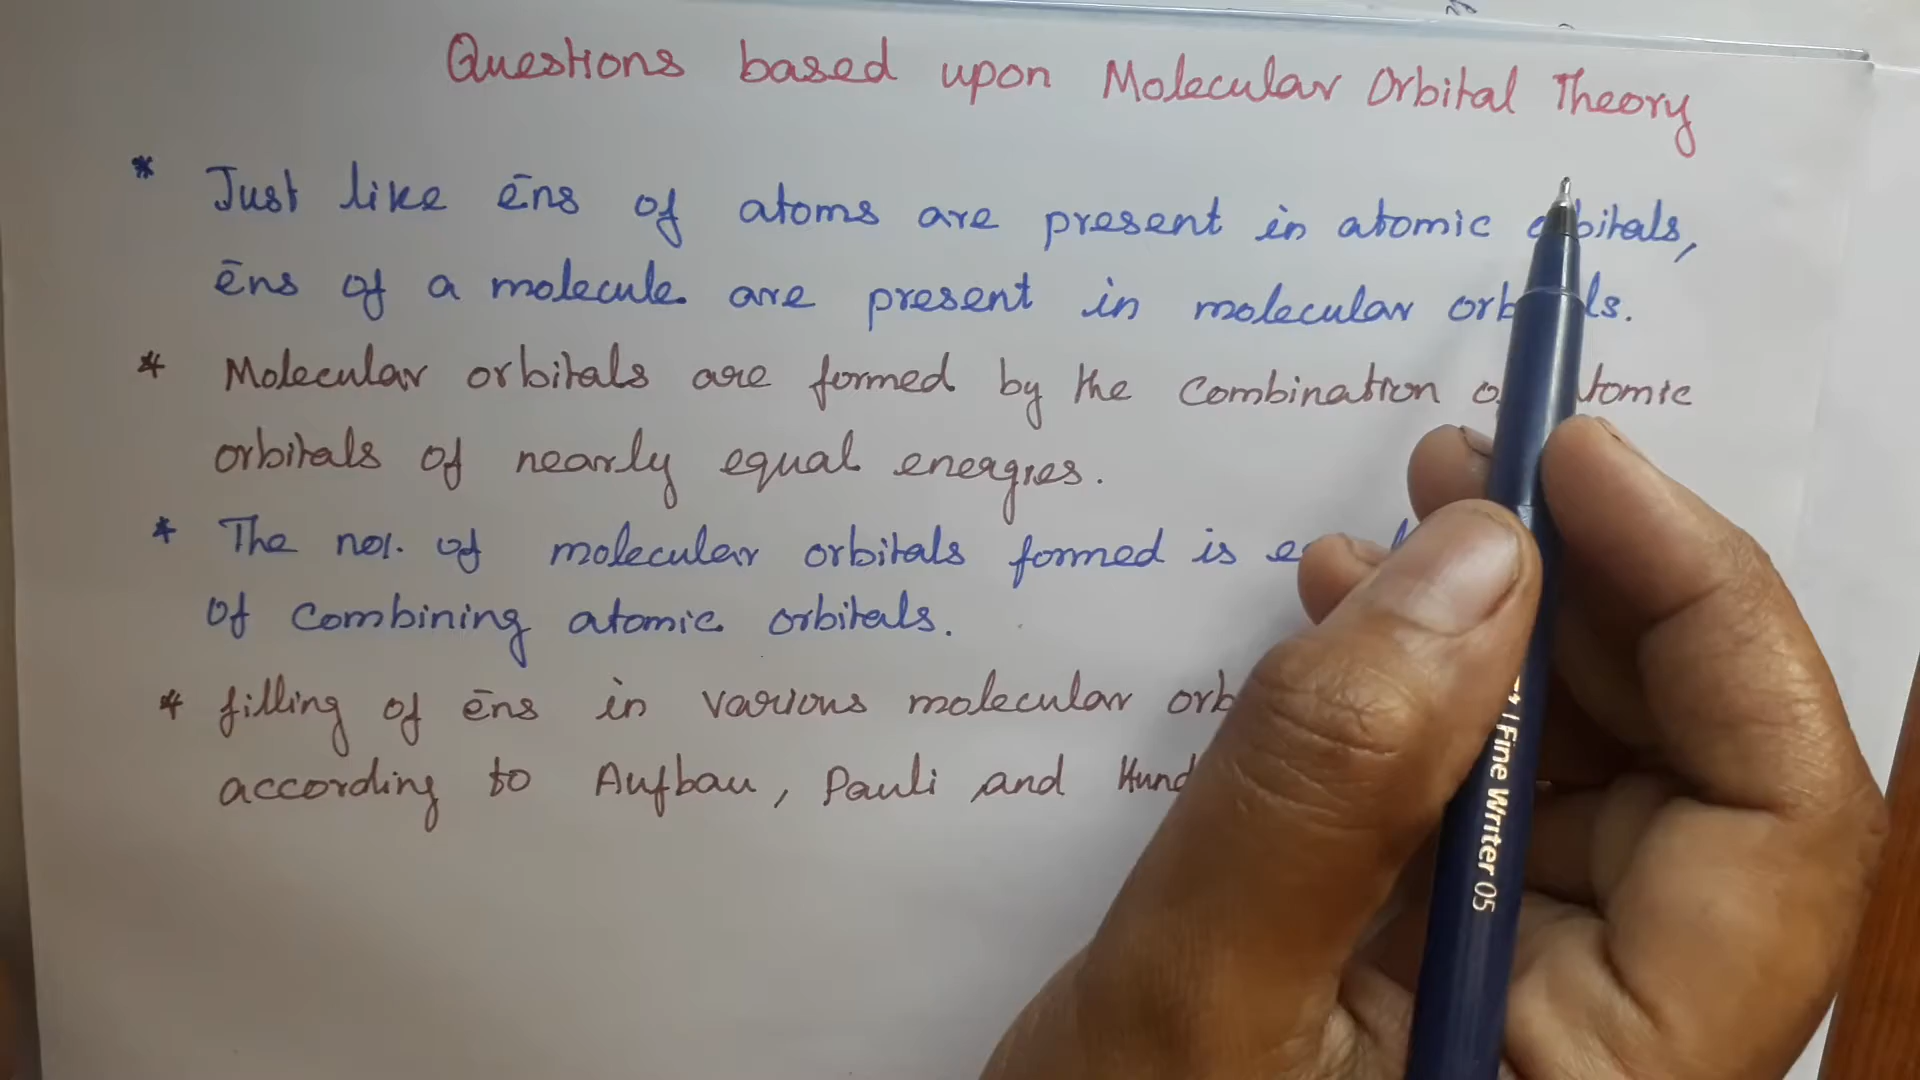 Questions based upon Molecular Orbital Theory
* Just like ēns of atoms are present in atomic orbitals,
ēns of a molecule are present in molecular orbitals.
* Molecular orbitals are formed by the combination of atomic
orbitals of nearly equal energies.
* The no. of molecular orbitals formed is
of combining atomic orbitals.
* filling of ēns in various molecular
according to Aufbau, Pauli and Hund
Fine Writer 05